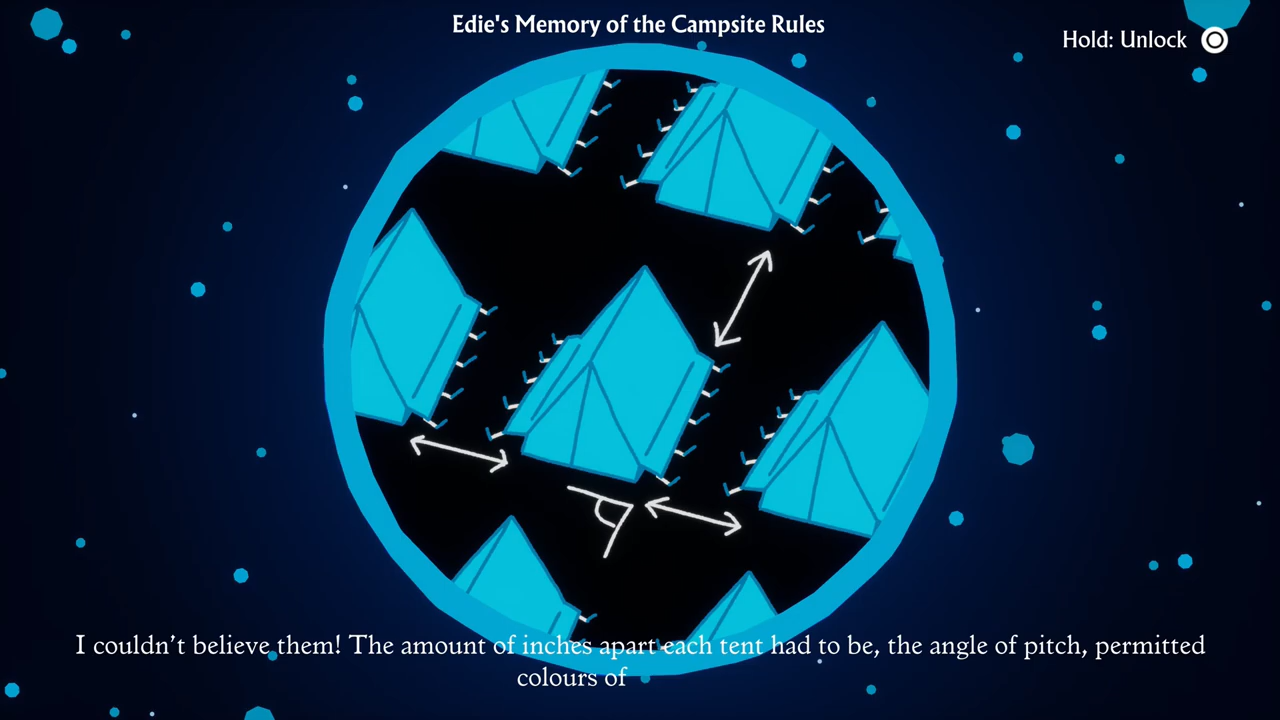 Edie's Memory of the Campsite Rules
Hold: Unlock
I couldn't believe them! The amount of inches apart each tent had to be, the angle of pitch, permitted
colours of